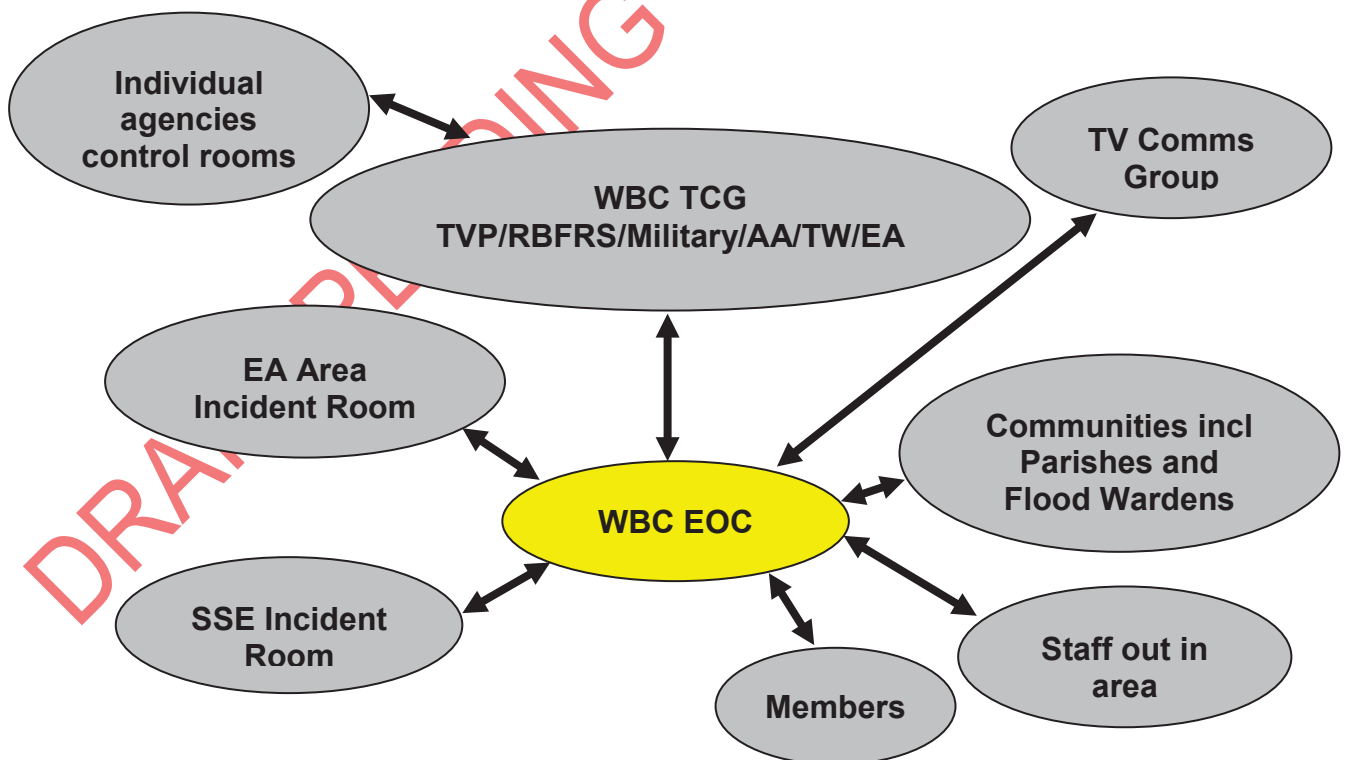 Individual
agencies
control rooms
TV Comms
Group
WBC TCG
TVP/RBFRS/Military/AA/TW/EA
EA Area
Incident Room
Communities incl
Parishes and
Flood Wardens
WBC EOC
SSE Incident
Room
Staff out in
area
Members